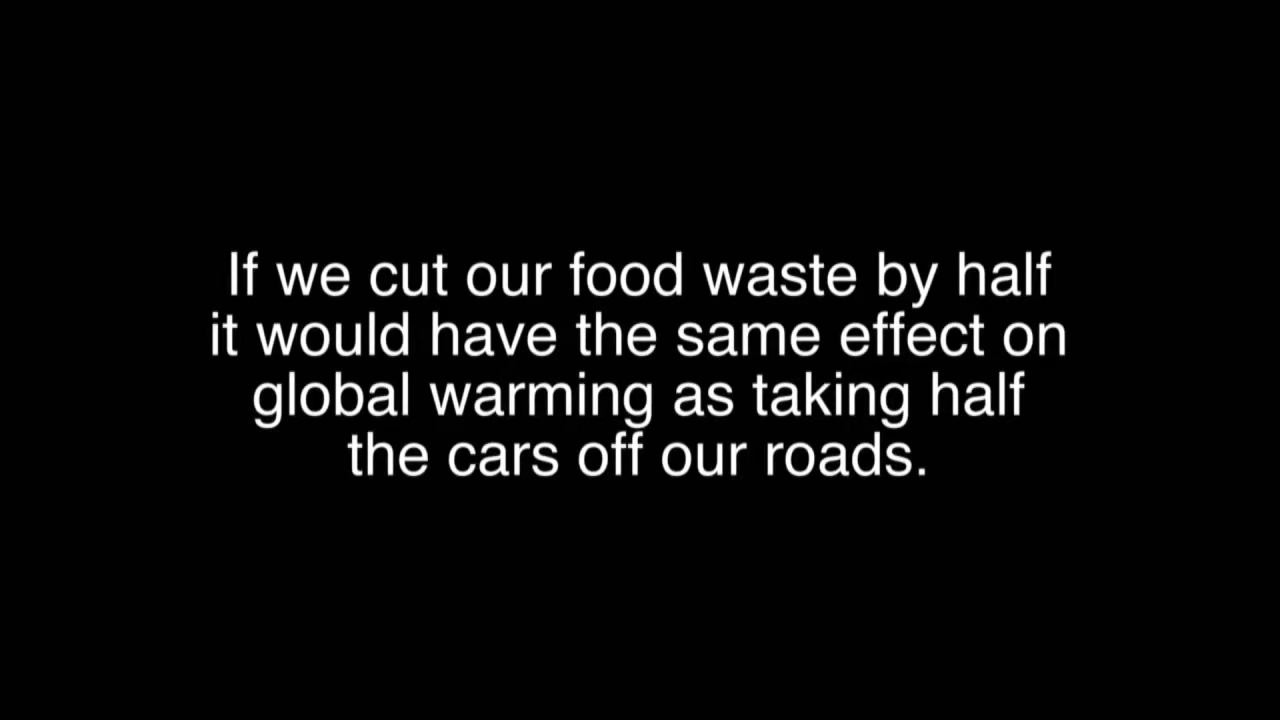 If we cut our food waste by half
it would have the same effect on
global warming as taking half
the cars off our roads.